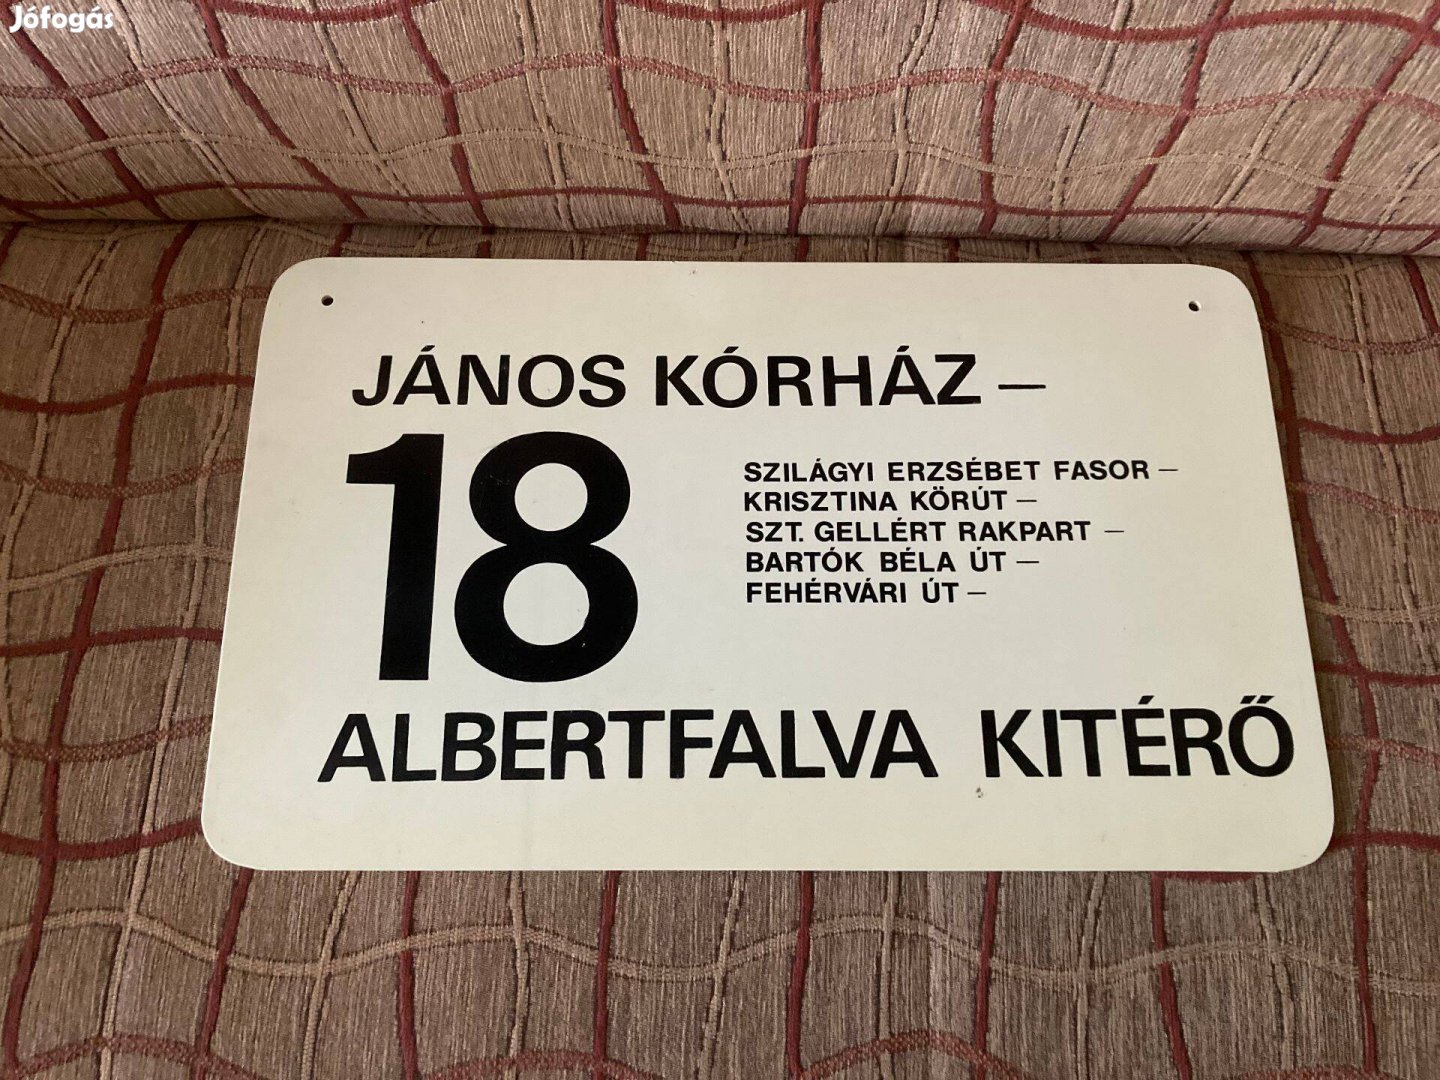 Jófogás
JÁNOS KÓRHÁZ –
18
SZILÁGYI ERZSÉBET FASOR –
KRISZTINA KÖRÚT –
SZT. GELLÉRT RAKPART –
BARTÓK BÉLA ÚT –
FEHÉRVÁRI ÚT –
ALBERTFALVA KITÉRŐ